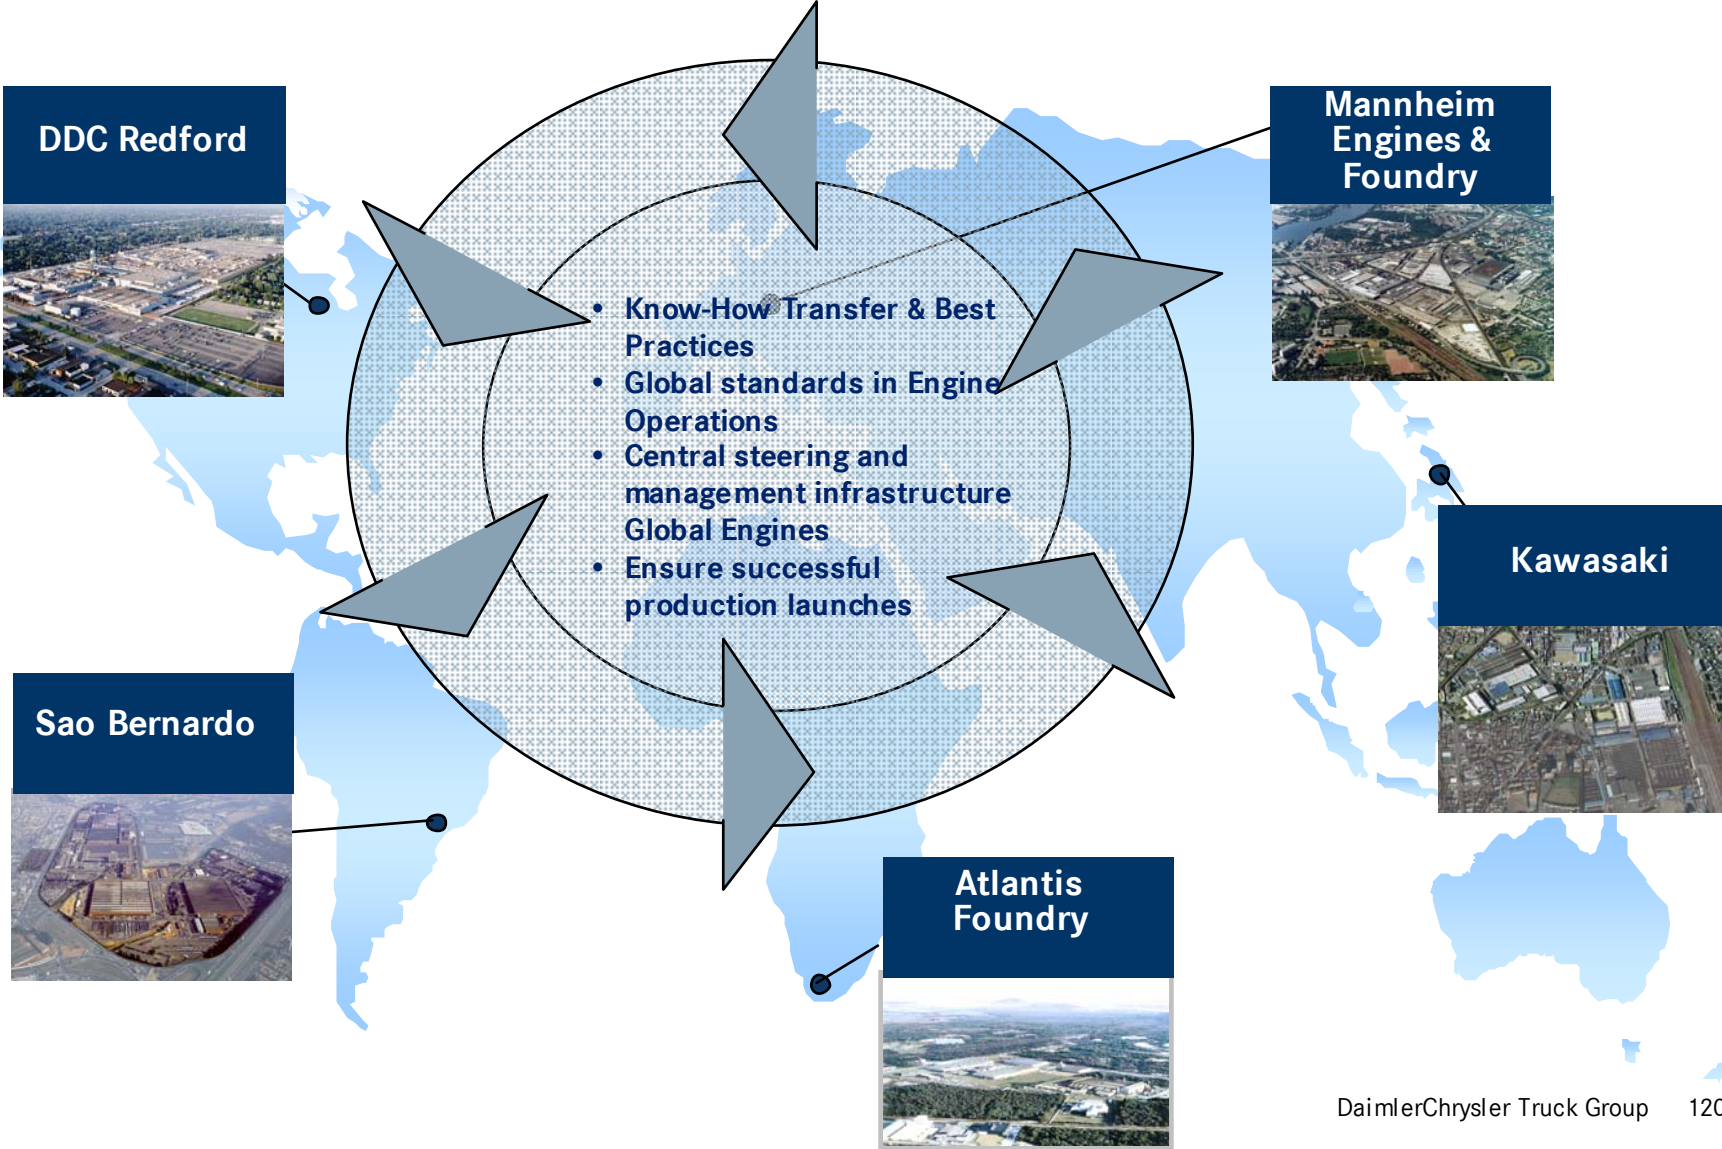 DDC Redford
Mannheim
Engines &
Foundry
• Know-How Transfer & Best
Practices
• Global standards in Engine
Operations
• Central steering and
management infrastructure
Global Engines
• Ensure successful
production launches
Kawasaki
Sao Bernardo
Atlantis
Foundry
DaimlerChrysler Truck Group 120